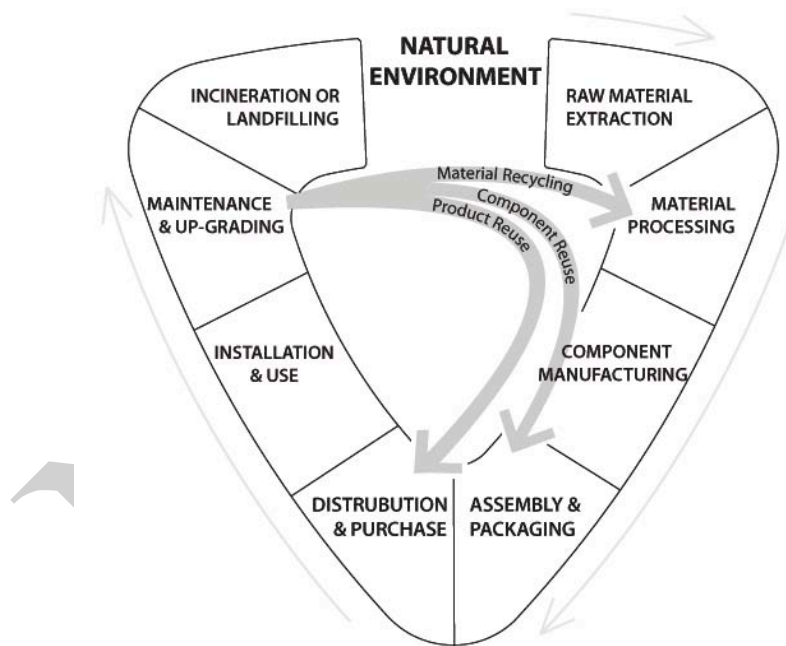 NATURAL
ENVIRONMENT
INCINERATION OR
LANDFILLING
RAW MATERIAL
EXTRACTION
MAINTENANCE
& UP-GRADING
Material Recycling
Component Reuse
Product Reuse
MATERIAL
PROCESSING
INSTALLATION
& USE
COMPONENT
MANUFACTURING
DISTRUBUTION
& PURCHASE
ASSEMBLY &
PACKAGING